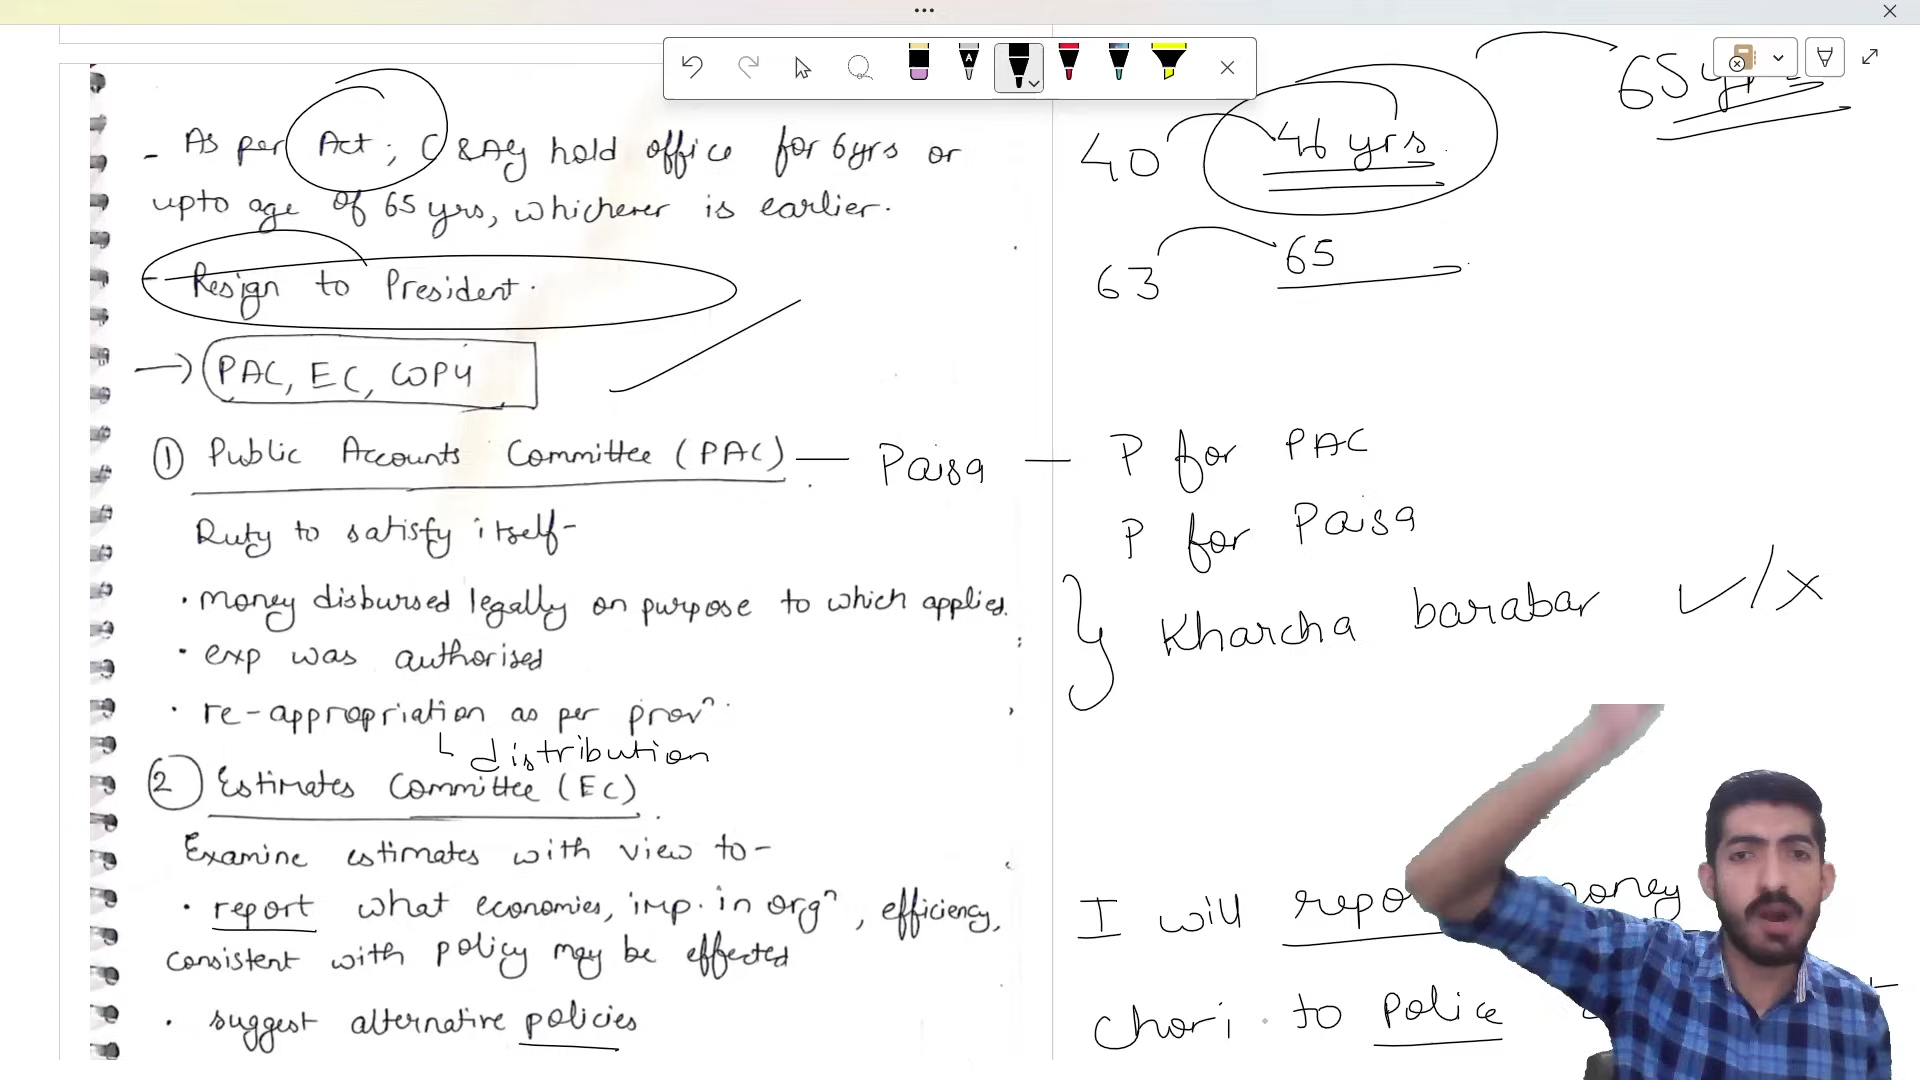 - As per Act; C&AG hold office for 6yrs or
upto age of 65 yrs, whichever is earlier.
- Resign to President.
→ PAC, EC, COPU
① Public Accounts Committee (PAC) — Paisa — P for PAC
Duty to satisfy itself-
• money disbursed legally on purpose to which applied.
• exp was authorised
• re-appropriation as per provⁿ.
distribution
② Estimates Committee (EC)
Examine estimates with view to-
• report what economies, imp. in orgⁿ, efficiency,
consistent with policy may be effected
• suggest alternative policies
65 yrs
40 46 yrs
63 65
P for Paisa
} Kharcha barabar ✓/x
I will money
chori to police